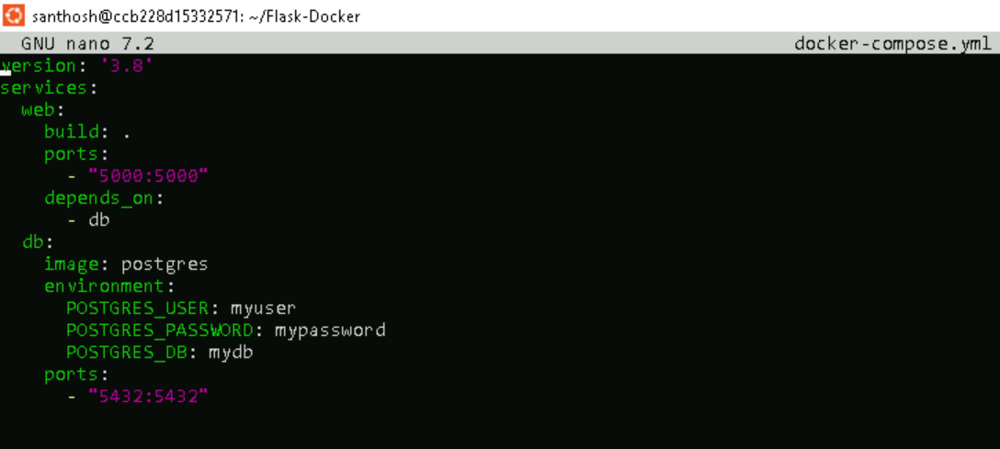 santhosh@ccb228d15332571: ~/Flask-Docker
GNU nano 7.2 docker-compose.yml
version: '3.8'
services:
  web:
    build: .
    ports:
      - "5000:5000"
    depends_on:
      - db
  db:
    image: postgres
    environment:
      POSTGRES_USER: myuser
      POSTGRES_PASSWORD: mypassword
      POSTGRES_DB: mydb
    ports:
      - "5432:5432"